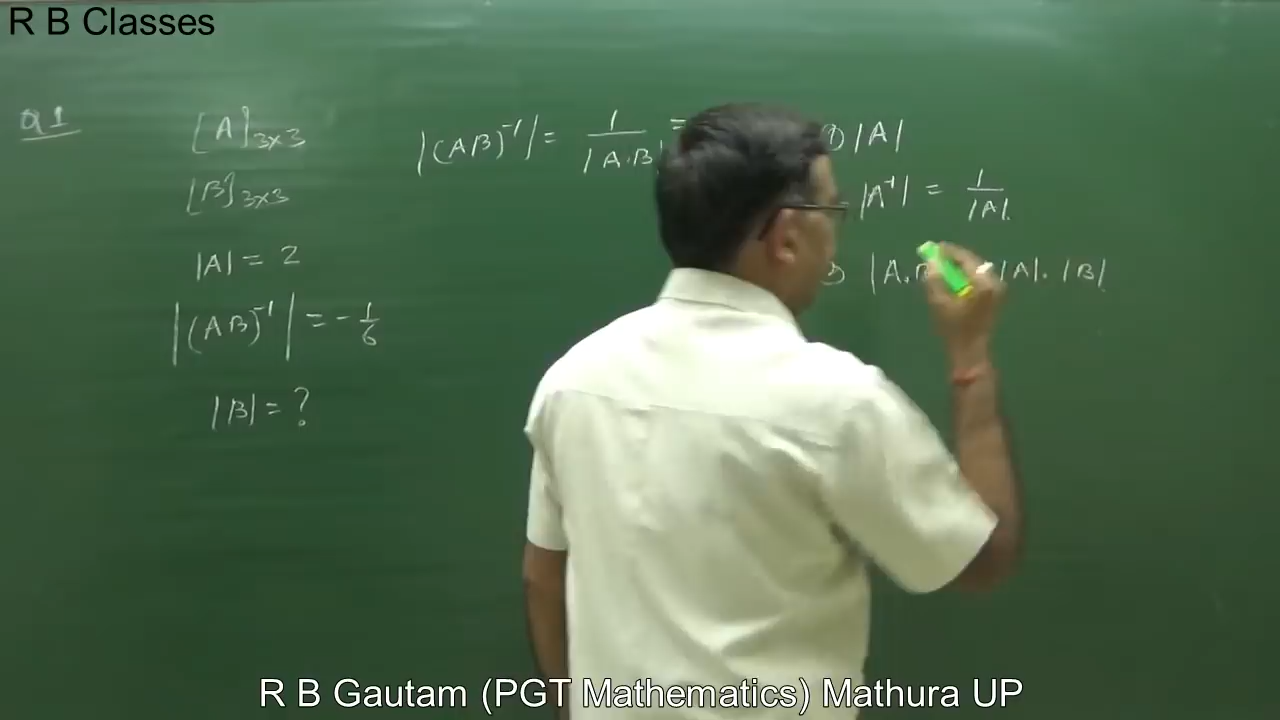 R B Classes
Q1
[A]3x3
[B]3x3
|A| = 2
|(AB)⁻¹| = - 1/6
|B| = ?
|(AB)⁻¹| = 1/|A.B| =
|A|
|A⁻¹| = 1/|A|
|A. |A|. |B|
R B Gautam (PGT Mathematics) Mathura UP